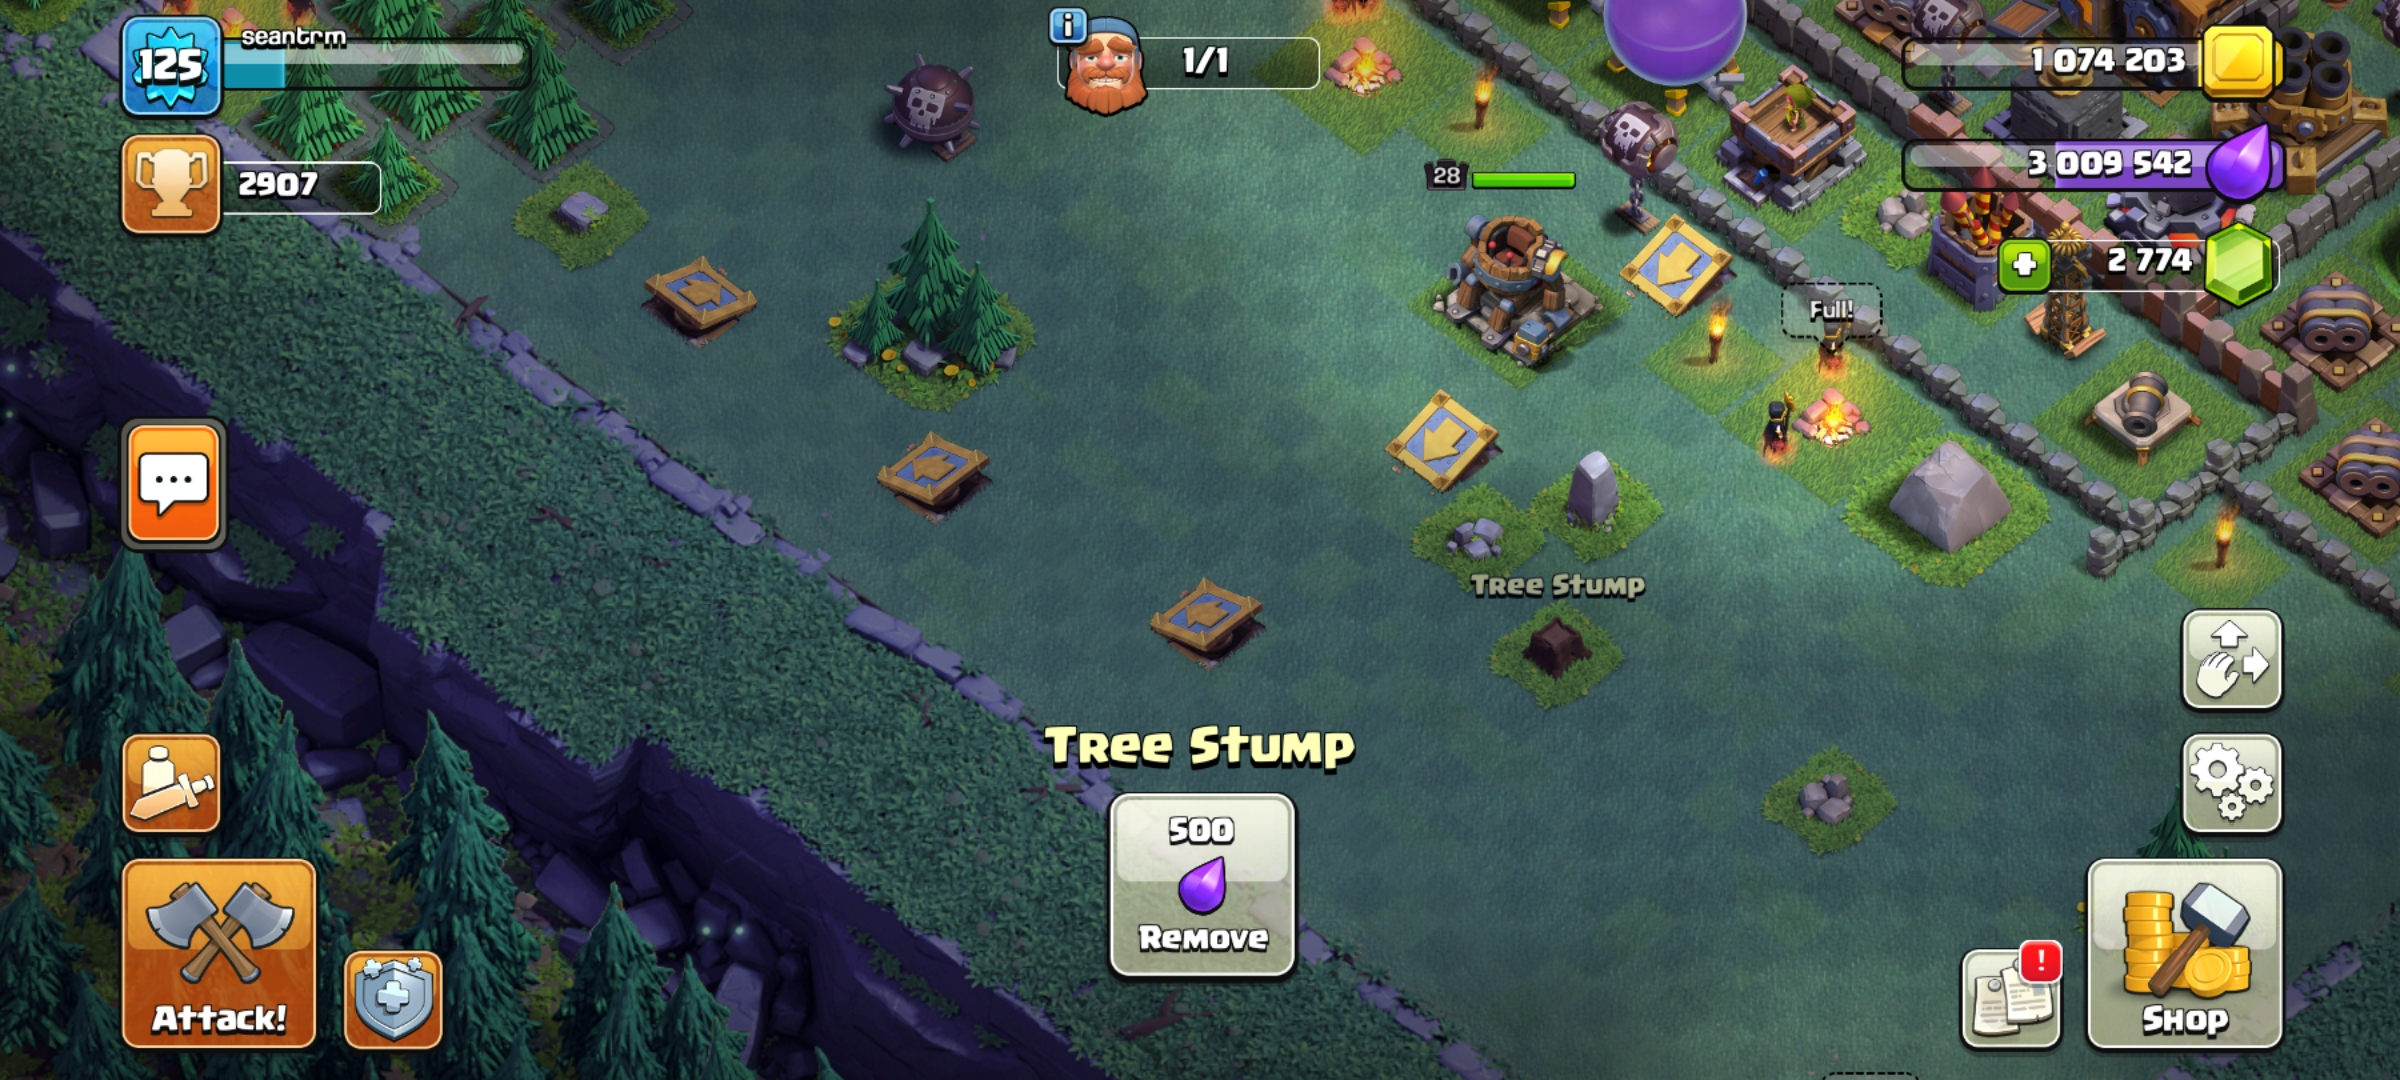 125
seantrm
2907
i
1/1
1 074 203
3 009 542
2 774
28
Full!
Tree Stump
Tree Stump
500
Remove
Attack!
!
Shop